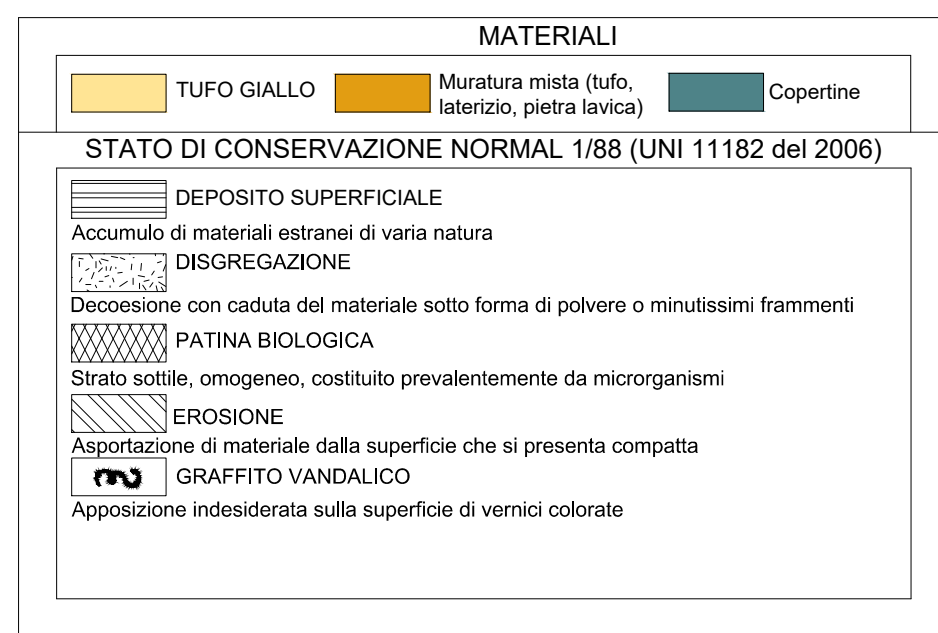 MATERIALI
TUFO GIALLO
Muratura mista (tufo,
laterizio, pietra lavica)
Copertine
STATO DI CONSERVAZIONE NORMAL 1/88 (UNI 11182 del 2006)
DEPOSITO SUPERFICIALE
Accumulo di materiali estranei di varia natura
DISGREGAZIONE
Decoesione con caduta del materiale sotto forma di polvere o minutissimi frammenti
PATINA BIOLOGICA
Strato sottile, omogeneo, costituito prevalentemente da microrganismi
EROSIONE
Asportazione di materiale dalla superficie che si presenta compatta
GRAFFITO VANDALICO
Apposizione indesiderata sulla superficie di vernici colorate